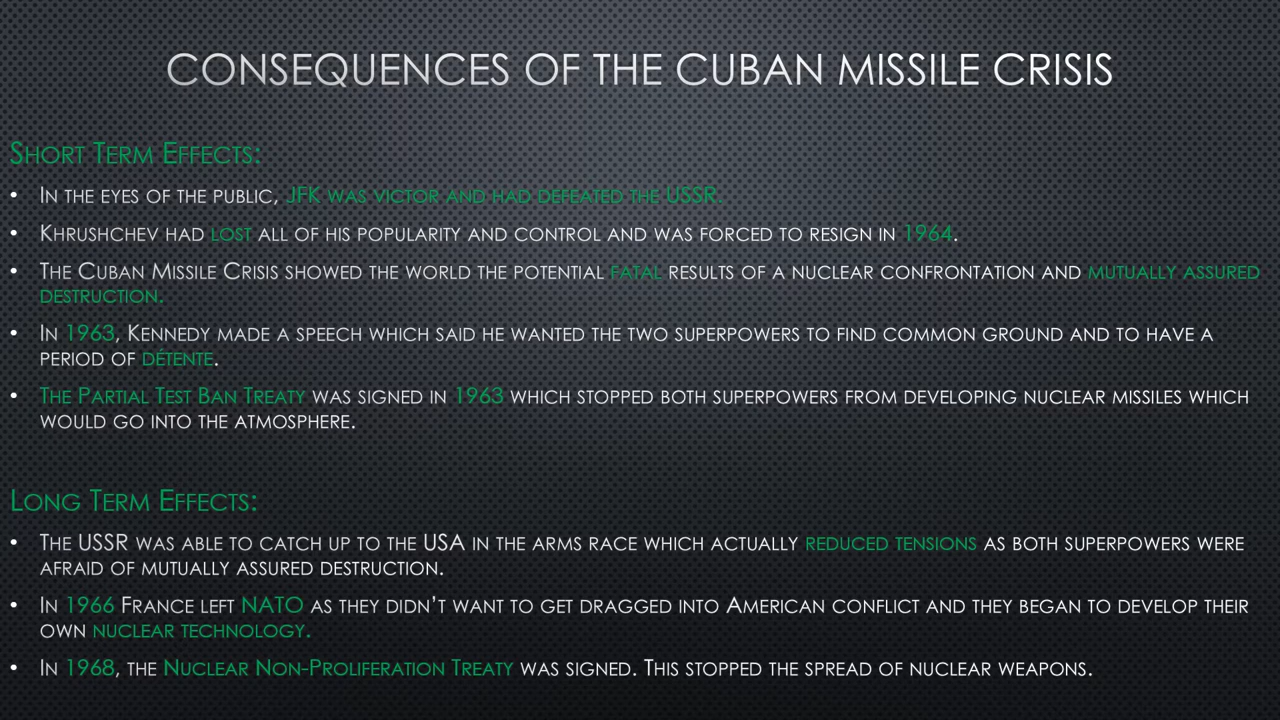 CONSEQUENCES OF THE CUBAN MISSILE CRISIS
SHORT TERM EFFECTS:
• IN THE EYES OF THE PUBLIC, JFK WAS VICTOR AND HAD DEFEATED THE USSR.
• KHRUSHCHEV HAD LOST ALL OF HIS POPULARITY AND CONTROL AND WAS FORCED TO RESIGN IN 1964.
• THE CUBAN MISSILE CRISIS SHOWED THE WORLD THE POTENTIAL FATAL RESULTS OF A NUCLEAR CONFRONTATION AND MUTUALLY ASSURED
DESTRUCTION.
• IN 1963, KENNEDY MADE A SPEECH WHICH SAID HE WANTED THE TWO SUPERPOWERS TO FIND COMMON GROUND AND TO HAVE A
PERIOD OF DÉTENTE.
• THE PARTIAL TEST BAN TREATY WAS SIGNED IN 1963 WHICH STOPPED BOTH SUPERPOWERS FROM DEVELOPING NUCLEAR MISSILES WHICH
WOULD GO INTO THE ATMOSPHERE.
LONG TERM EFFECTS:
• THE USSR WAS ABLE TO CATCH UP TO THE USA IN THE ARMS RACE WHICH ACTUALLY REDUCED TENSIONS AS BOTH SUPERPOWERS WERE
AFRAID OF MUTUALLY ASSURED DESTRUCTION.
• IN 1966 FRANCE LEFT NATO AS THEY DIDN'T WANT TO GET DRAGGED INTO AMERICAN CONFLICT AND THEY BEGAN TO DEVELOP THEIR
OWN NUCLEAR TECHNOLOGY.
• IN 1968, THE NUCLEAR NON-PROLIFERATION TREATY WAS SIGNED. THIS STOPPED THE SPREAD OF NUCLEAR WEAPONS.